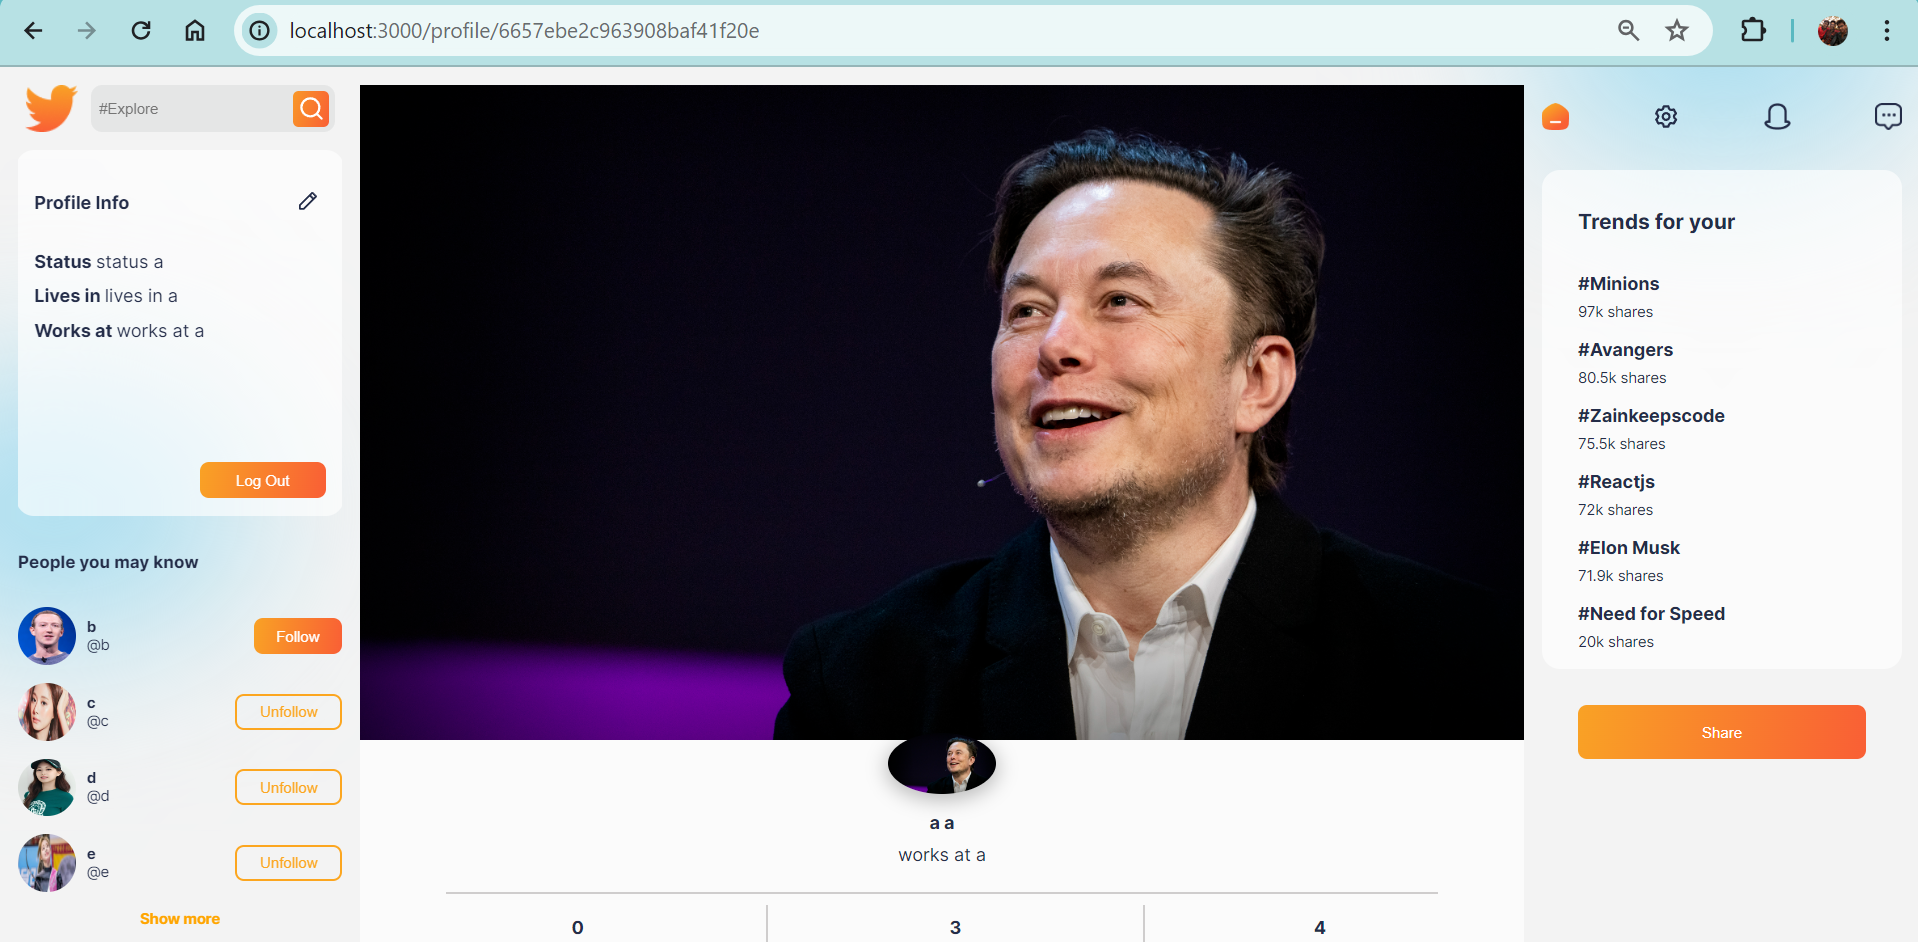 localhost:3000/profile/6657ebe2c963908baf41f20e
#Explore
Profile Info
Status status a
Lives in lives in a
Works at works at a
Log Out
People you may know
b
@b
Follow
c
@c
Unfollow
d
@d
Unfollow
e
@e
Unfollow
Show more
a a
works at a
0
3
4
Trends for your
#Minions
97k shares
#Avangers
80.5k shares
#Zainkeepscode
75.5k shares
#Reactjs
72k shares
#Elon Musk
71.9k shares
#Need for Speed
20k shares
Share